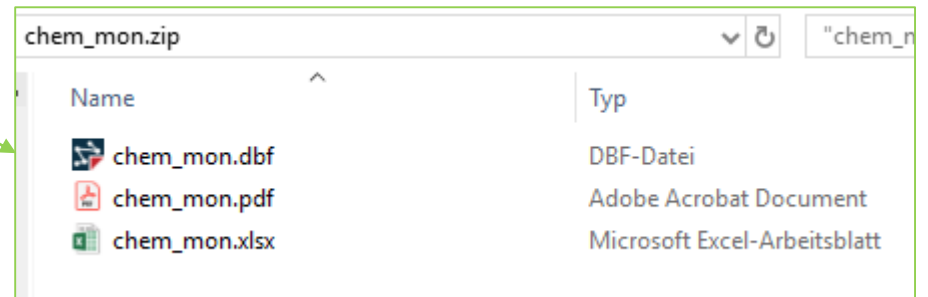 chem_mon.zip "chem_n
Name Typ
chem_mon.dbf DBF-Datei
chem_mon.pdf Adobe Acrobat Document
chem_mon.xlsx Microsoft Excel-Arbeitsblatt